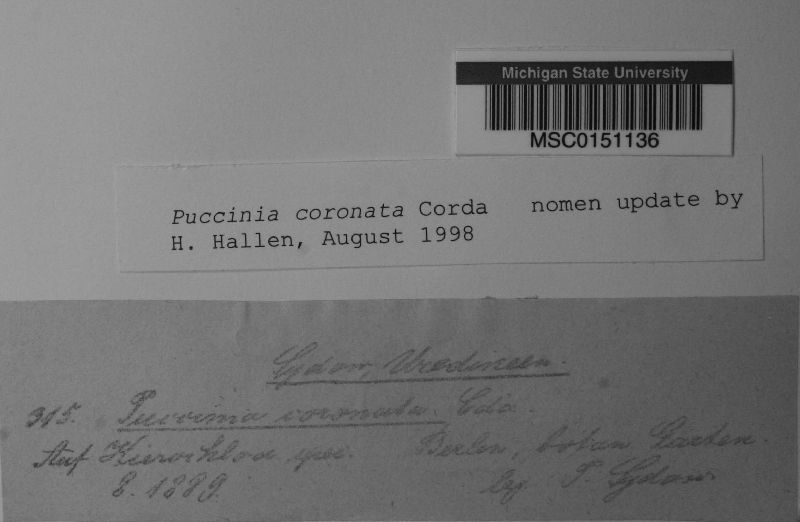 Michigan State University
MSC0151136
Puccinia coronata Corda nomen update by
H. Hallen, August 1998
Sydow, Uredineen.
315. Puccinia coronata. Cda.
Auf Hierochloa spec. Berlin, botan. Garten.
8. 1889. leg. P. Sydow